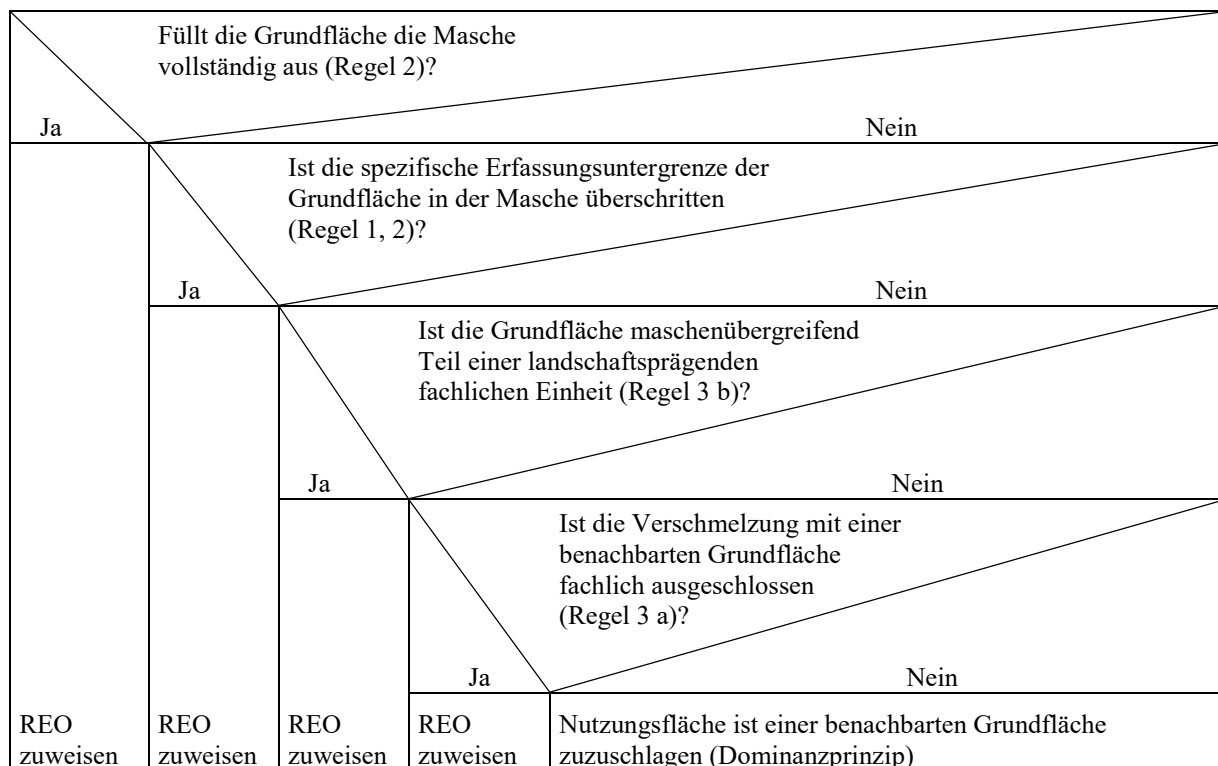 Füllt die Grundfläche die Masche
vollständig aus (Regel 2)?
Ja
Nein
Ist die spezifische Erfassungsuntergrenze der
Grundfläche in der Masche überschritten
(Regel 1, 2)?
Ja
Nein
Ist die Grundfläche maschenübergreifend
Teil einer landschaftsprägenden
fachlichen Einheit (Regel 3 b)?
Ja
Nein
Ist die Verschmelzung mit einer
benachbarten Grundfläche
fachlich ausgeschlossen
(Regel 3 a)?
Ja
Nein
REO
zuweisen
REO
zuweisen
REO
zuweisen
REO
zuweisen
Nutzungsfläche ist einer benachbarten Grundfläche
zuzuschlagen (Dominanzprinzip)